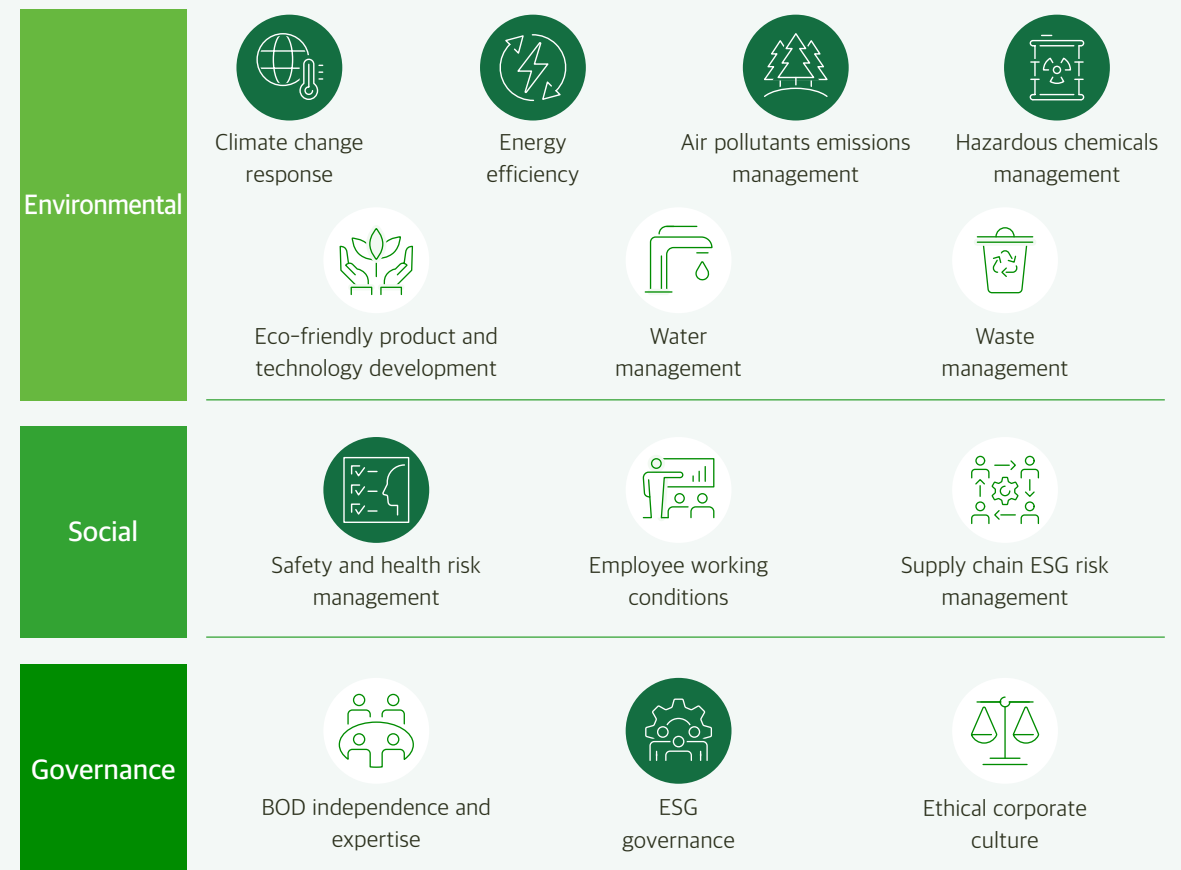 Environmental
Climate change
response
Energy
efficiency
Air pollutants emissions
management
Hazardous chemicals
management
Eco-friendly product and
technology development
Water
management
Waste
management
Social
Safety and health risk
management
Employee working
conditions
Supply chain ESG risk
management
Governance
BOD independence and
expertise
ESG
governance
Ethical corporate
culture